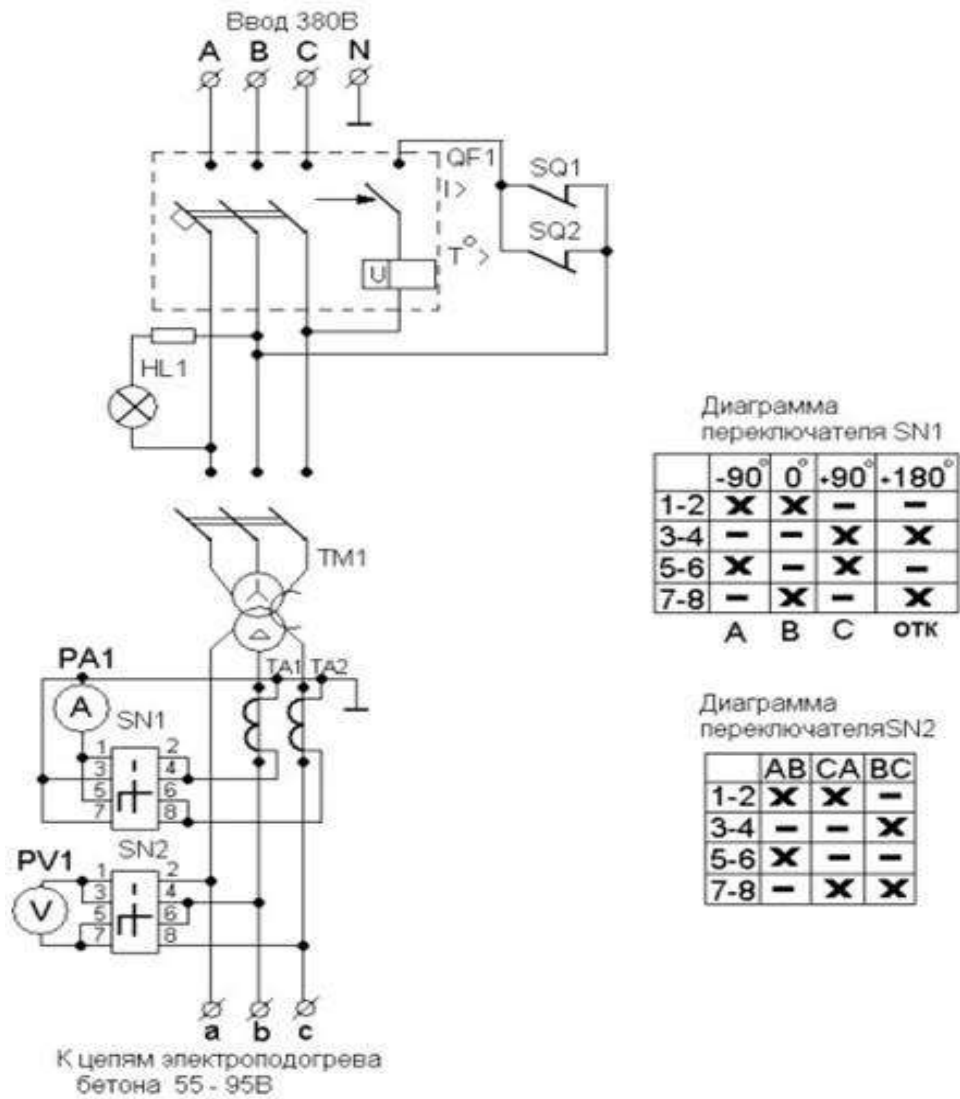 Ввод 380В
A B C N
QF1
I>
SQ1
SQ2
T°>
U
HL1
TM1
PA1
A
TA1 TA2
SN1
1 2
3 4
5 6
7 8
PV1
V
SN2
1 2
3 4
5 6
7 8
a b c
К цепям электроподогрева
бетона 55 - 95В
Диаграмма
переключателя SN1
-90° 0° +90° +180°
1-2 X X – –
3-4 – – X X
5-6 X – X –
7-8 – X – X
A B C ОТК
Диаграмма
переключателяSN2
AB CA BC
1-2 X X –
3-4 – – X
5-6 X – –
7-8 – X X